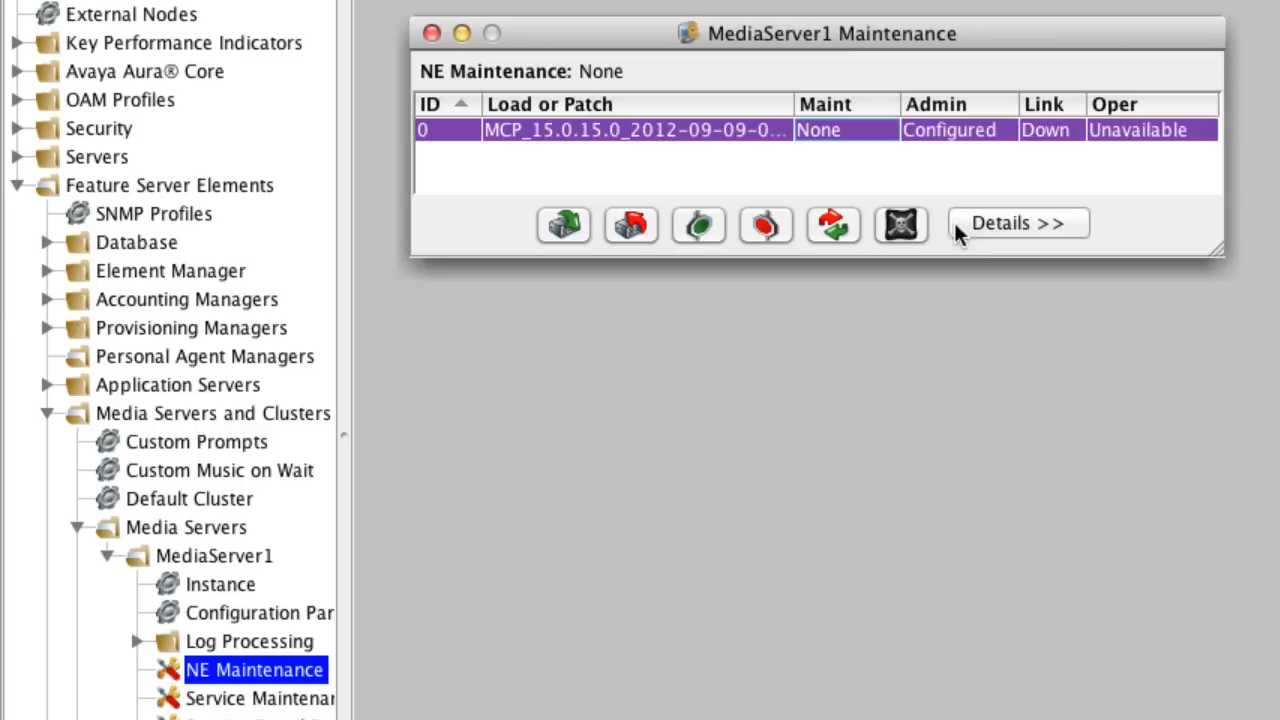 External Nodes
Key Performance Indicators
Avaya Aura® Core
OAM Profiles
Security
Servers
Feature Server Elements
SNMP Profiles
Database
Element Manager
Accounting Managers
Provisioning Managers
Personal Agent Managers
Application Servers
Media Servers and Clusters
Custom Prompts
Custom Music on Wait
Default Cluster
Media Servers
MediaServer1
Instance
Configuration Par
Log Processing
NE Maintenance
Service Maintenar
MediaServer1 Maintenance
NE Maintenance: None
ID Load or Patch Maint Admin Link Oper
0 MCP_15.0.15.0_2012-09-09-0... None Configured Down Unavailable
Details >>